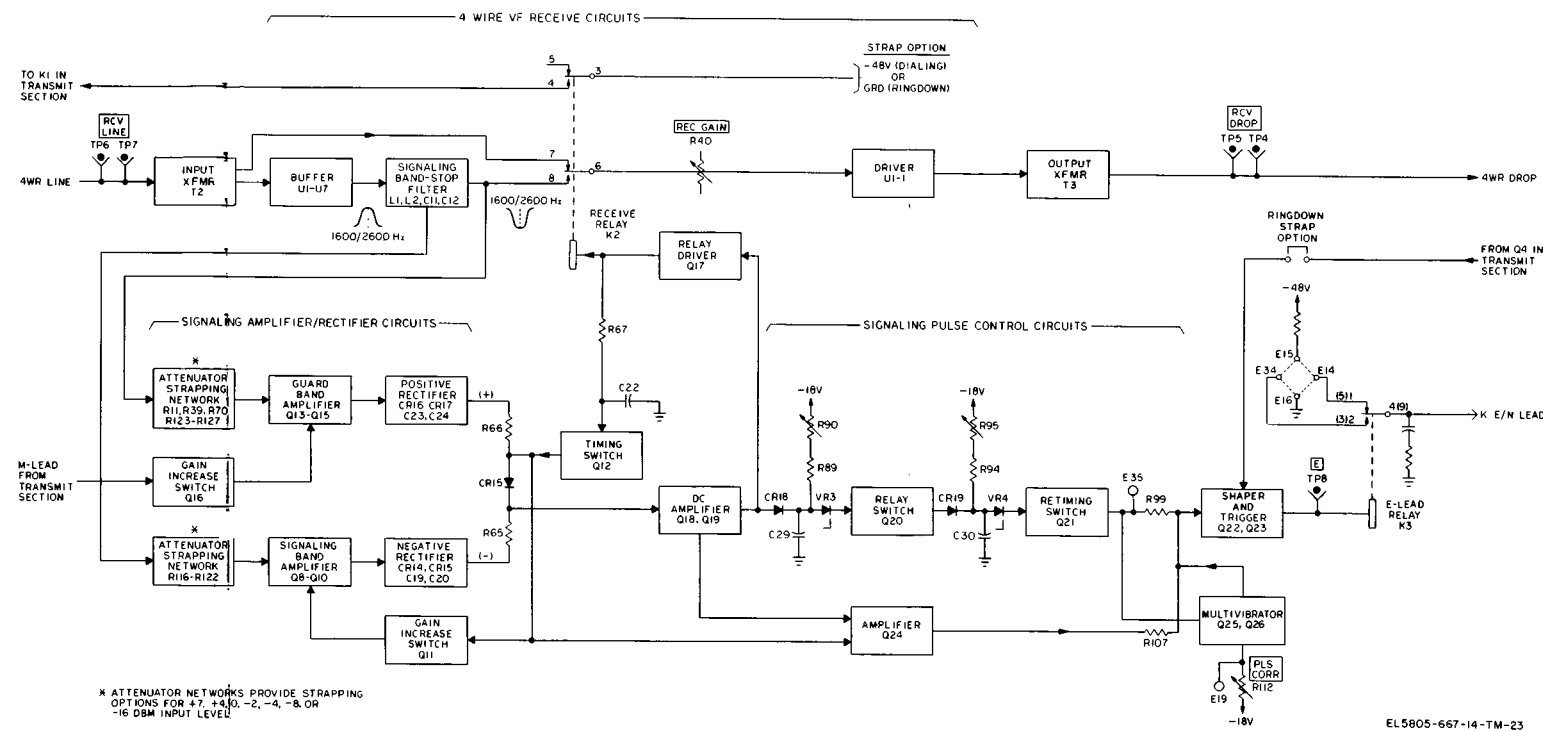 4 WIRE VF RECEIVE CIRCUITS
STRAP OPTION
-48V (DIALING)
OR
GRD (RINGDOWN)
5
4
3
TO K1 IN
TRANSMIT
SECTION
RCV
LINE
TP6 TP7
4WR LINE
INPUT
XFMR
T2
BUFFER
U1-U7
SIGNALING
BAND-STOP
FILTER
L1, L2, C11, C12
7
8
6
REC GAIN
R40
DRIVER
U1-1
OUTPUT
XFMR
T3
RCV
DROP
TP5 TP4
4WR DROP
1600/2600 Hz
1600/2600 Hz
RECEIVE
RELAY
K2
RELAY
DRIVER
Q17
RINGDOWN
STRAP
OPTION
FROM Q4 IN
TRANSMIT
SECTION
SIGNALING AMPLIFIER/RECTIFIER CIRCUITS
SIGNALING PULSE CONTROL CIRCUITS
R67
C22
-48V
E15
E34
E14
E16
(5)1
(3)2
4(9)
K E/N LEAD
*
ATTENUATOR
STRAPPING
NETWORK
R11, R39, R70
R123-R127
GUARD
BAND
AMPLIFIER
Q13-Q15
POSITIVE
RECTIFIER
CR16 CR17
C23, C24
(+)
R66
TIMING
SWITCH
Q12
CR15
R65
(-)
M-LEAD
FROM
TRANSMIT
SECTION
GAIN
INCREASE
SWITCH
Q16
*
ATTENUATOR
STRAPPING
NETWORK
R116-R122
SIGNALING
BAND
AMPLIFIER
Q8-Q10
NEGATIVE
RECTIFIER
CR14, CR15
C19, C20
GAIN
INCREASE
SWITCH
Q11
DC
AMPLIFIER
Q18, Q19
-18V
R90
R89
CR18
VR3
C29
RELAY
SWITCH
Q20
-18V
R95
R94
CR19
VR4
C30
RETIMING
SWITCH
Q21
E35
R99
SHAPER
AND
TRIGGER
Q22, Q23
E
TP8
E-LEAD
RELAY
K3
AMPLIFIER
Q24
R107
MULTIVIBRATOR
Q25, Q26
PLS
CORR
R112
E19
-18V
* ATTENUATOR NETWORKS PROVIDE STRAPPING
OPTIONS FOR +7, +4, 0, -2, -4, -8, OR
-16 DBM INPUT LEVEL
EL5805-667-14-TM-23